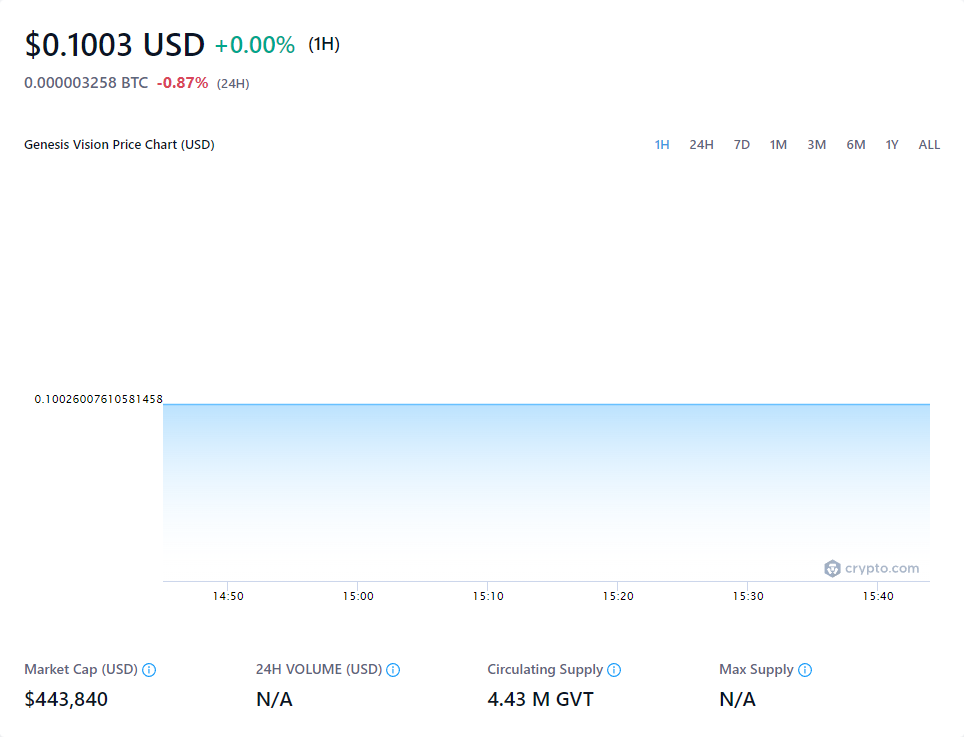 $0.1003 USD +0.00% (1H)
0.000003258 BTC -0.87% (24H)
Genesis Vision Price Chart (USD) 1H 24H 7D 1M 3M 6M 1Y ALL
0.10026007610581458
crypto.com
14:50 15:00 15:10 15:20 15:30 15:40
Market Cap (USD) 24H VOLUME (USD) Circulating Supply Max Supply
$443,840 N/A 4.43 M GVT N/A